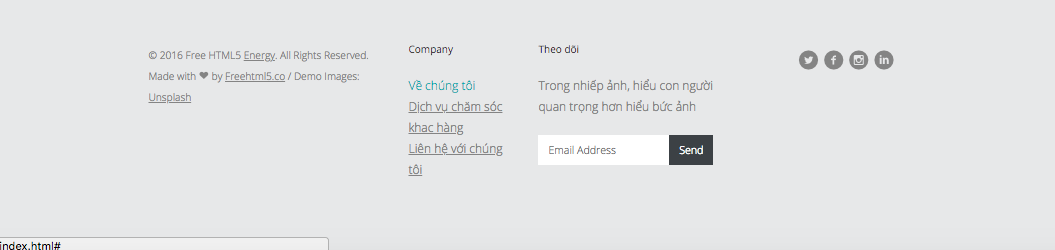 © 2016 Free HTML5 Energy. All Rights Reserved.
Made with ❤ by Freehtml5.co / Demo Images:
Unsplash
Company
Về chúng tôi
Dịch vụ chăm sóc
khac hàng
Liên hệ với chúng
tôi
Theo dõi
Trong nhiếp ảnh, hiểu con người
quan trọng hơn hiểu bức ảnh
Email Address
Send
index.html#